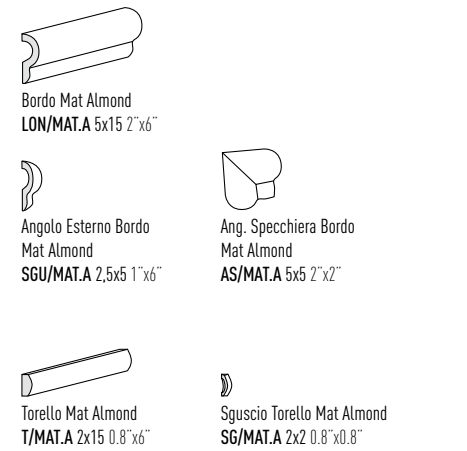 Bordo Mat Almond
LON/MAT.A 5x15 2¨x6¨
Angolo Esterno Bordo
Mat Almond
SGU/MAT.A 2,5x5 1¨x6¨
Ang. Specchiera Bordo
Mat Almond
AS/MAT.A 5x5 2¨x2¨
Torello Mat Almond
T/MAT.A 2x15 0.8¨x6¨
Sguscio Torello Mat Almond
SG/MAT.A 2x2 0.8¨x0.8¨